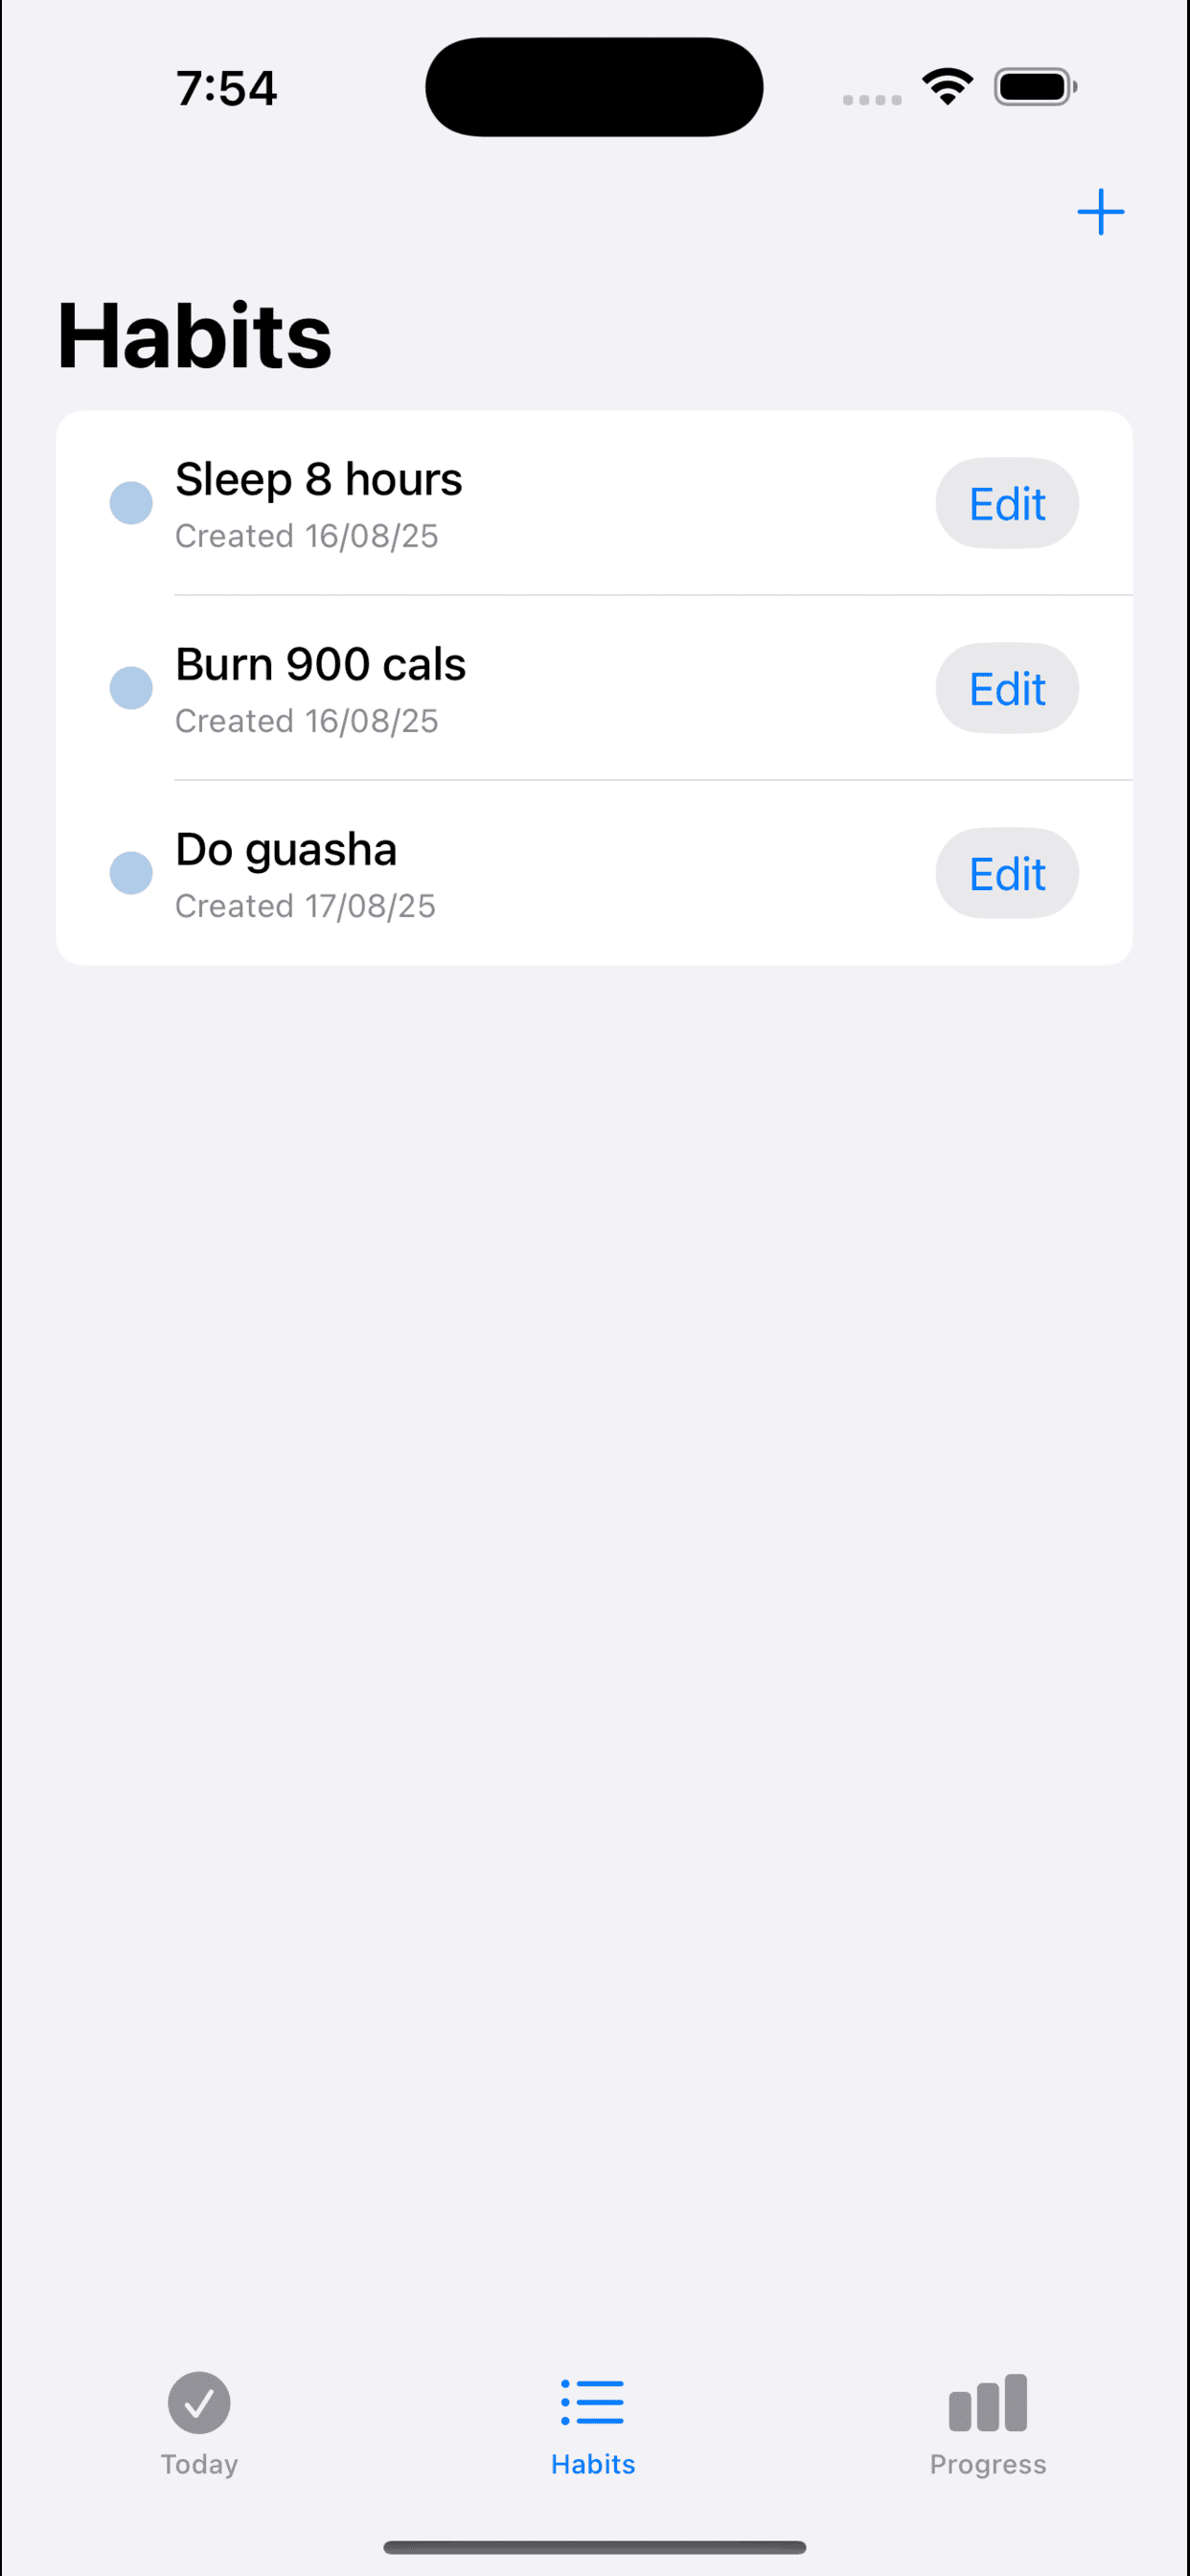 7:54
Habits
Sleep 8 hours
Created 16/08/25
Edit
Burn 900 cals
Created 16/08/25
Edit
Do guasha
Created 17/08/25
Edit
Today
Habits
Progress